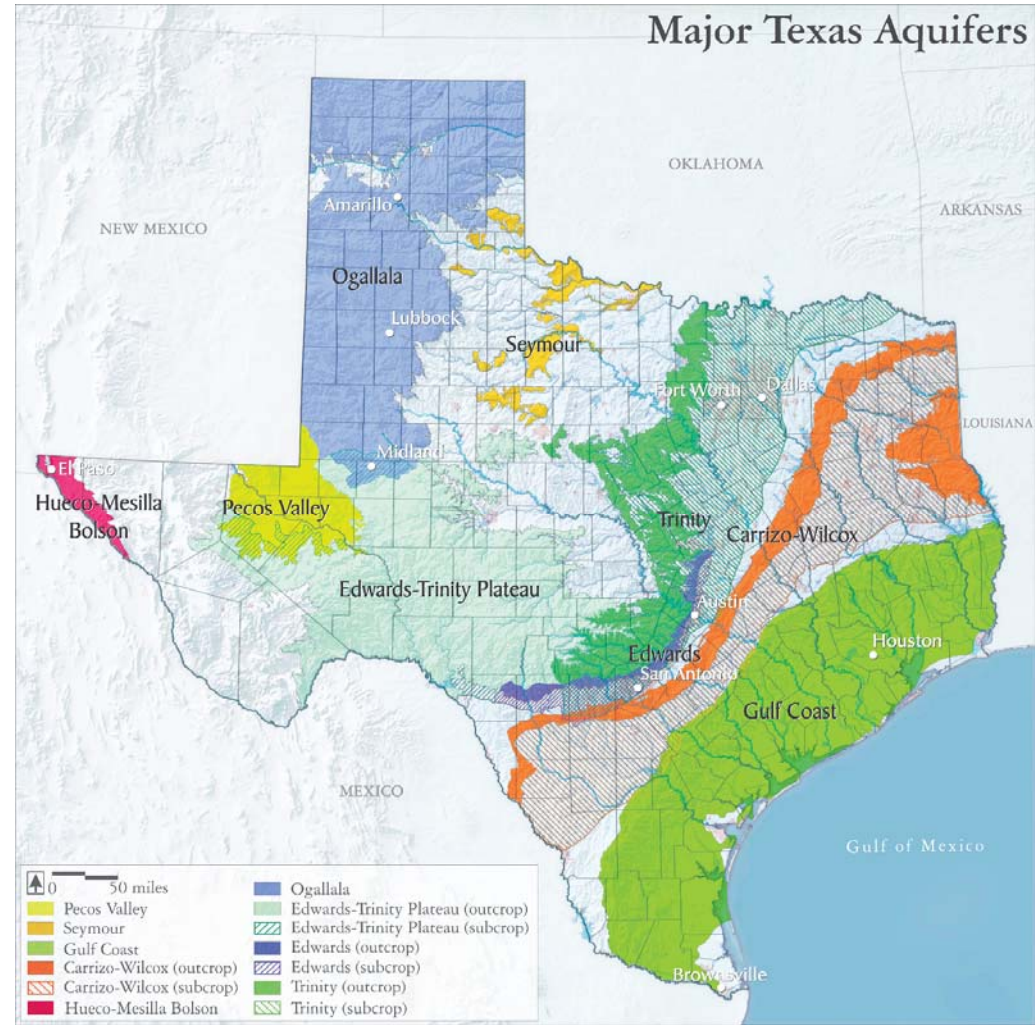 Major Texas Aquifers
OKLAHOMA
ARKANSAS
NEW MEXICO
Amarillo
Ogallala
Lubbock
Seymour
Fort Worth
Dallas
LOUISIANA
Midland
El Paso
Hueco-Mesilla
Bolson
Pecos Valley
Trinity
Carrizo-Wilcox
Edwards-Trinity Plateau
Austin
Edwards
San Antonio
Houston
Gulf Coast
MEXICO
Gulf of Mexico
Brownsville
0 50 miles
Pecos Valley
Seymour
Gulf Coast
Carrizo-Wilcox (outcrop)
Carrizo-Wilcox (subcrop)
Hueco-Mesilla Bolson
Ogallala
Edwards-Trinity Plateau (outcrop)
Edwards-Trinity Plateau (subcrop)
Edwards (outcrop)
Edwards (subcrop)
Trinity (outcrop)
Trinity (subcrop)